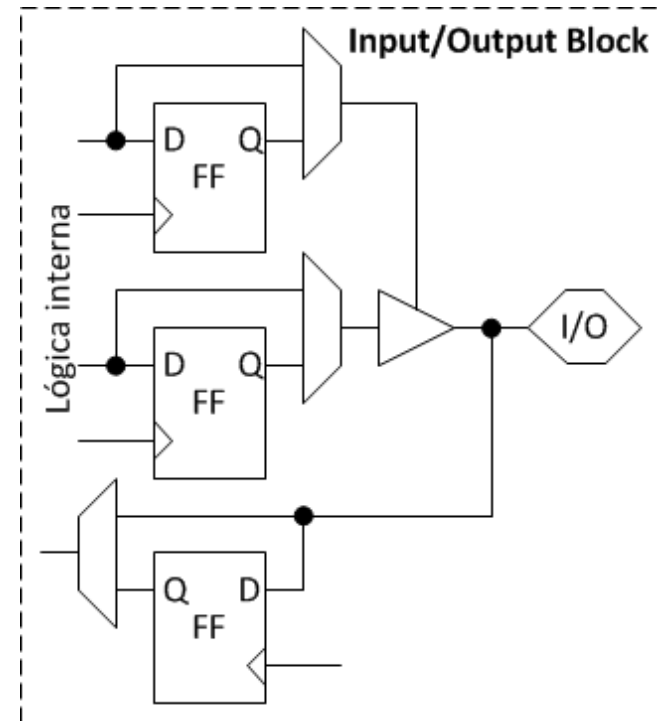 Input/Output Block
D Q
FF
Lógica interna
D Q
FF
I/O
Q D
FF